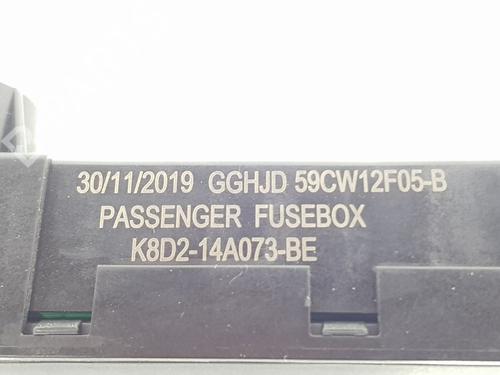 30/11/2019 GGHJD 59CW12F05-B
PASSENGER FUSEBOX
K8D2-14A073-BE